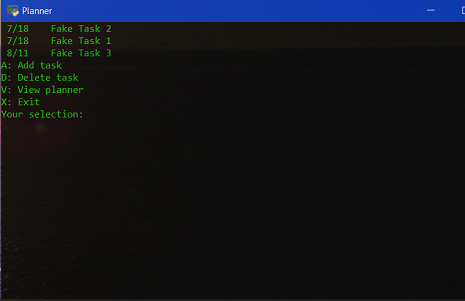 Planner
7/18    Fake Task 2
7/18    Fake Task 1
8/11    Fake Task 3
A: Add task
D: Delete task
V: View planner
X: Exit
Your selection: